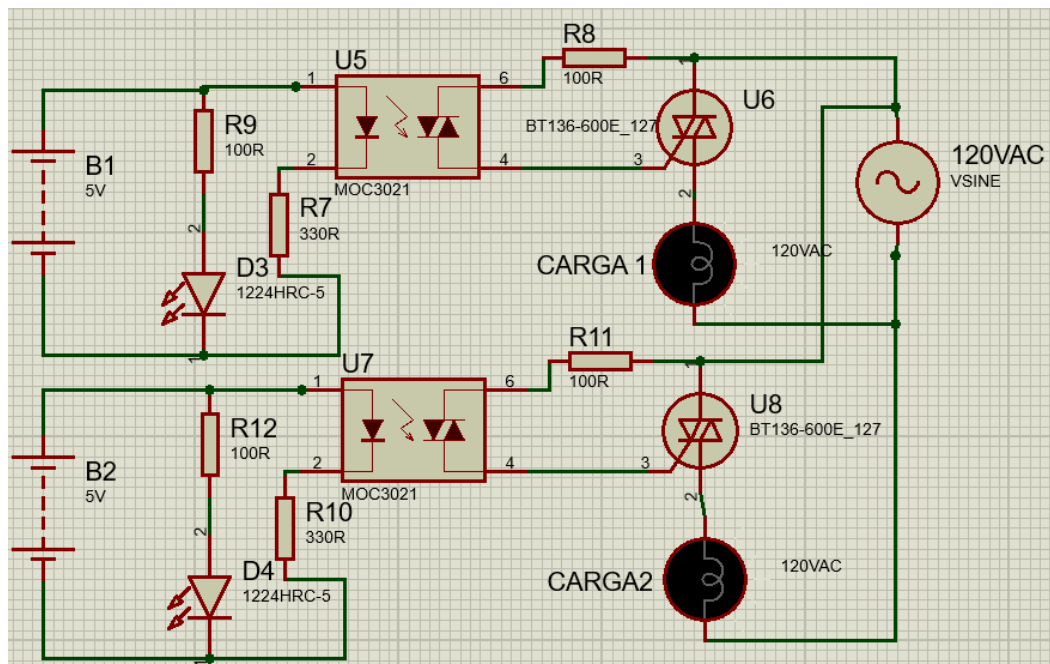 R8
100R
U5
1
6
1
U6
BT136-600E_127
R9
100R
120VAC
VSINE
B1
5V
2
4
3
MOC3021
R7
330R
2
2
CARGA 1
120VAC
D3
1224HRC-5
1
U7
R11
100R
1
6
1
U8
BT136-600E_127
R12
100R
B2
5V
2
4
3
MOC3021
R10
330R
2
2
D4
1224HRC-5
CARGA2
120VAC
1